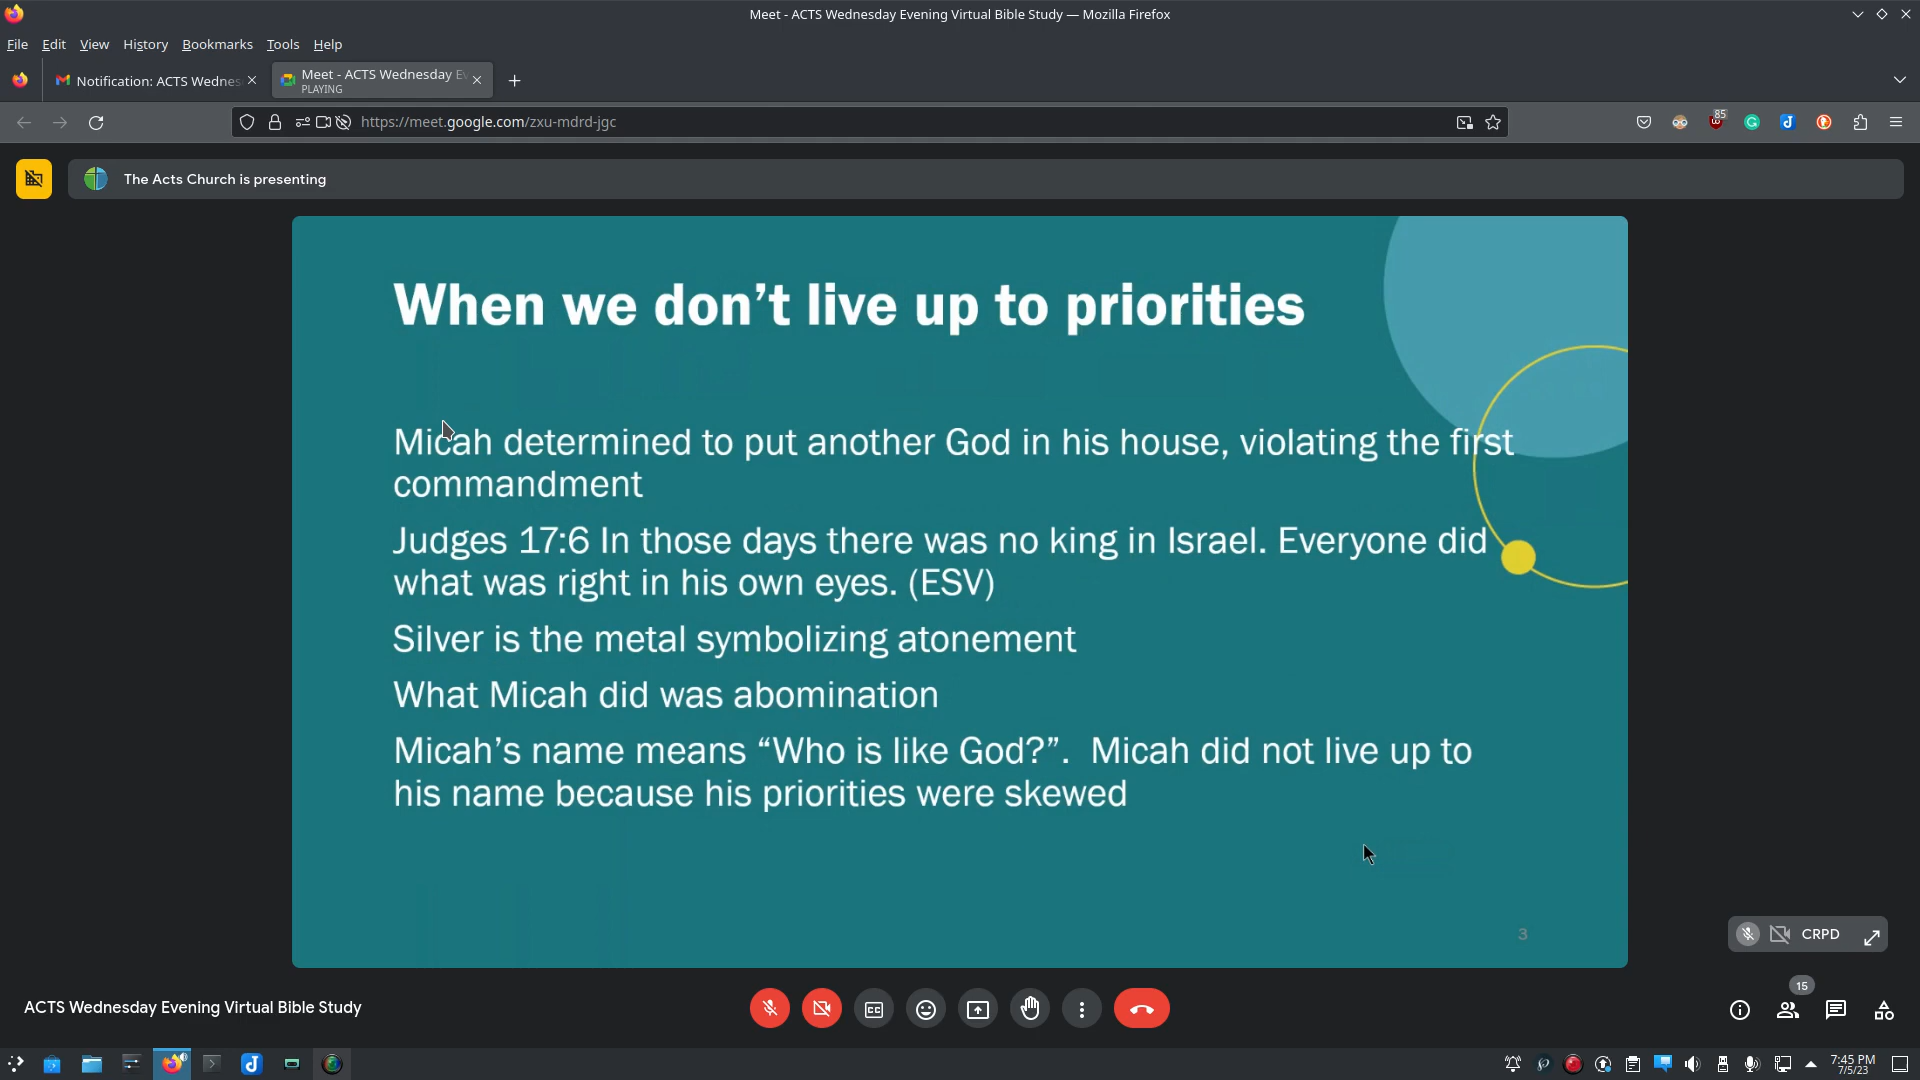 Meet - ACTS Wednesday Evening Virtual Bible Study — Mozilla Firefox
File Edit View History Bookmarks Tools Help
Notification: ACTS Wednes
Meet - ACTS Wednesday Ev
PLAYING
https://meet.google.com/zxu-mdrd-jgc
85
The Acts Church is presenting
When we don’t live up to priorities
Micah determined to put another God in his house, violating the first
commandment
Judges 17:6 In those days there was no king in Israel. Everyone did
what was right in his own eyes. (ESV)
Silver is the metal symbolizing atonement
What Micah did was abomination
Micah’s name means “Who is like God?”.  Micah did not live up to
his name because his priorities were skewed
3
CRPD
15
ACTS Wednesday Evening Virtual Bible Study
7:45 PM
7/5/23